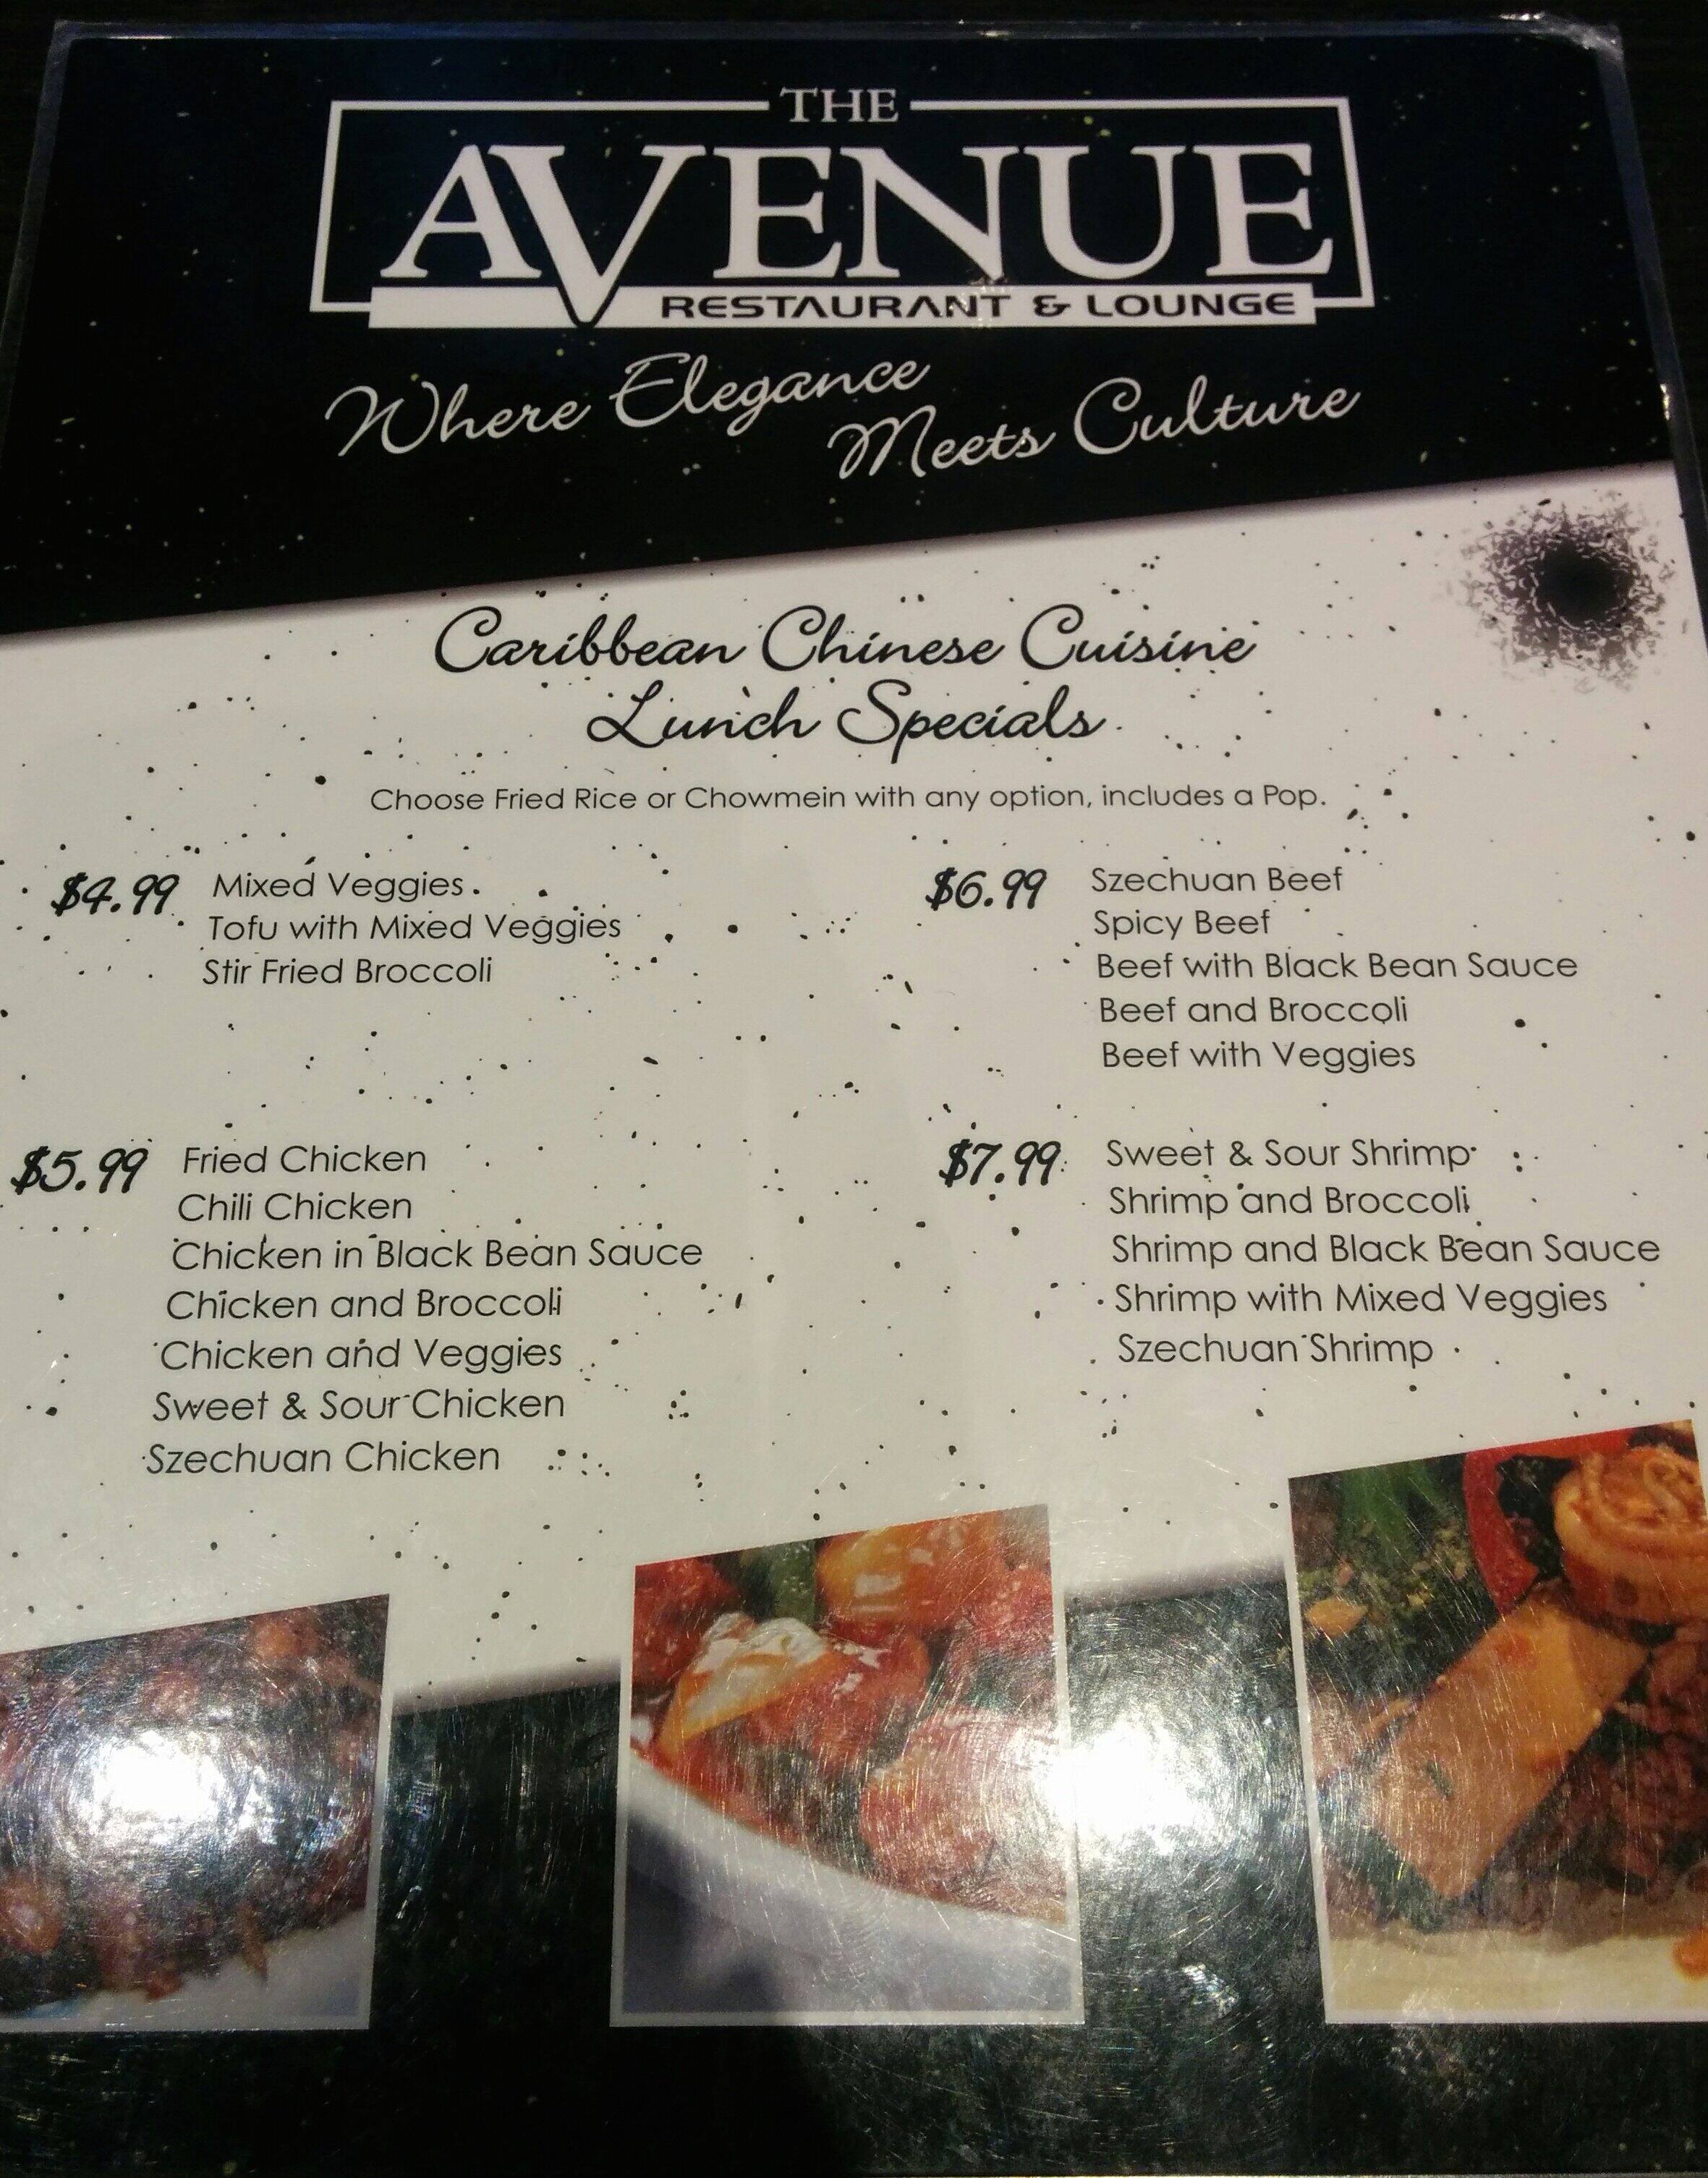 THE
AVENUE
RESTAURANT & LOUNGE
Where Elegance
Meets Culture
Caribbean Chinese Cuisine
Lunch Specials
Choose Fried Rice or Chowmein with any option, includes a Pop.
$4.99 Mixed Veggies
Tofu with Mixed Veggies
Stir Fried Broccoli
$5.99 Fried Chicken
Chili Chicken
Chicken in Black Bean Sauce
Chicken and Broccoli
Chicken and Veggies
Sweet & Sour Chicken
Szechuan Chicken
$6.99 Szechuan Beef
Spicy Beef
Beef with Black Bean Sauce
Beef and Broccoli
Beef with Veggies
$7.99 Sweet & Sour Shrimp
Shrimp and Broccoli
Shrimp and Black Bean Sauce
Shrimp with Mixed Veggies
Szechuan Shrimp